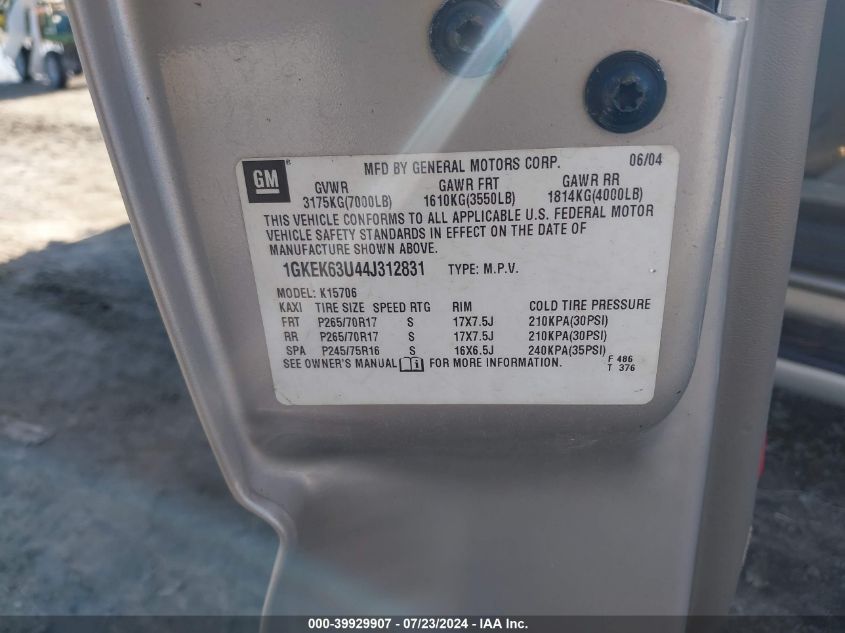 GM ® MFD BY GENERAL MOTORS CORP. 06/04
GVWR GAWR FRT GAWR RR
3175KG(7000LB) 1610KG(3550LB) 1814KG(4000LB)
THIS VEHICLE CONFORMS TO ALL APPLICABLE U.S. FEDERAL MOTOR
VEHICLE SAFETY STANDARDS IN EFFECT ON THE DATE OF
MANUFACTURE SHOWN ABOVE.
1GKEK63U44J312831 TYPE: M.P.V.
MODEL: K15706
KAXI TIRE SIZE SPEED RTG RIM COLD TIRE PRESSURE
FRT P265/70R17 S 17X7.5J 210KPA(30PSI)
RR P265/70R17 S 17X7.5J 210KPA(30PSI)
SPA P245/75R16 S 16X6.5J 240KPA(35PSI)
SEE OWNER'S MANUAL FOR MORE INFORMATION. F 486
T 376
000-39929907 - 07/23/2024 - IAA, Inc.